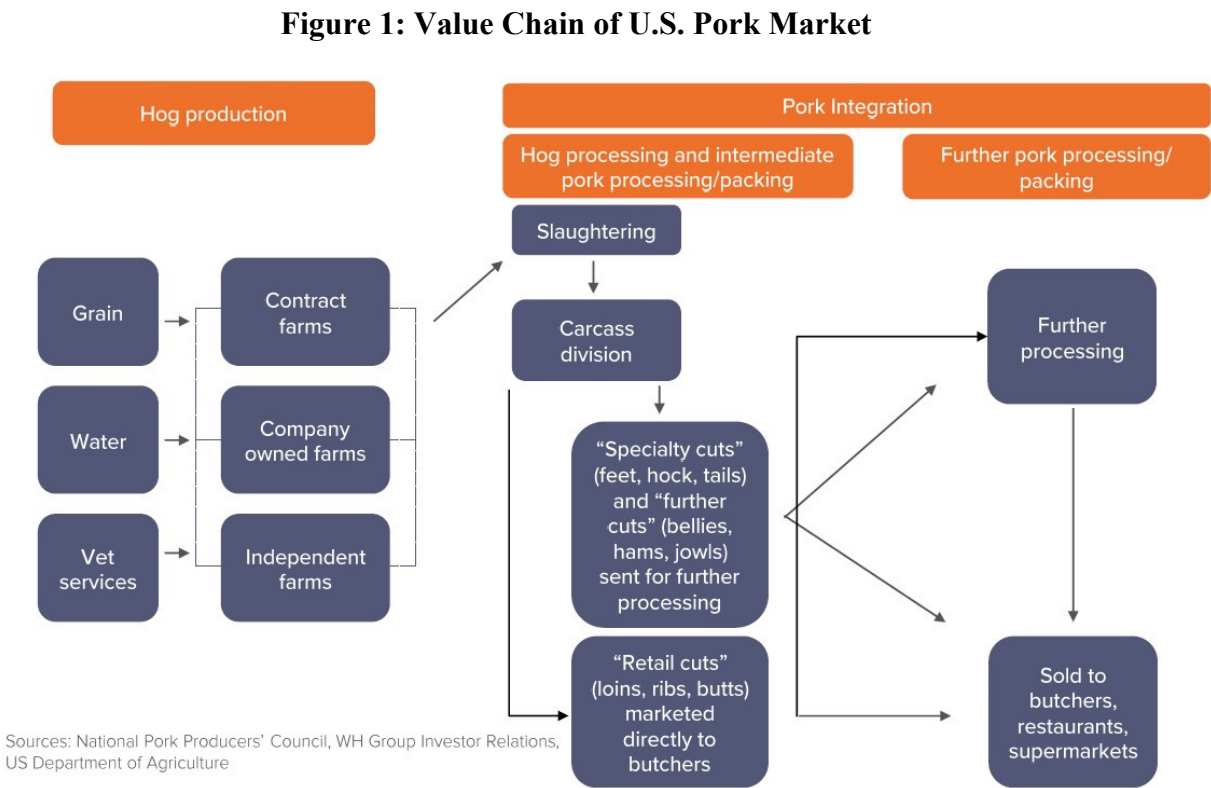 Figure 1: Value Chain of U.S. Pork Market
Hog production
Pork Integration
Hog processing and intermediate
pork processing/packing
Further pork processing/
packing
Slaughtering
Grain
Contract
farms
Carcass
division
Further
processing
Water
Company
owned farms
"Specialty cuts"
(feet, hock, tails)
and "further
cuts" (bellies,
hams, jowls)
sent for further
processing
Vet
services
Independent
farms
"Retail cuts"
(loins, ribs, butts)
marketed
directly to
butchers
Sold to
butchers,
restaurants,
supermarkets
Sources: National Pork Producers' Council, WH Group Investor Relations,
US Department of Agriculture